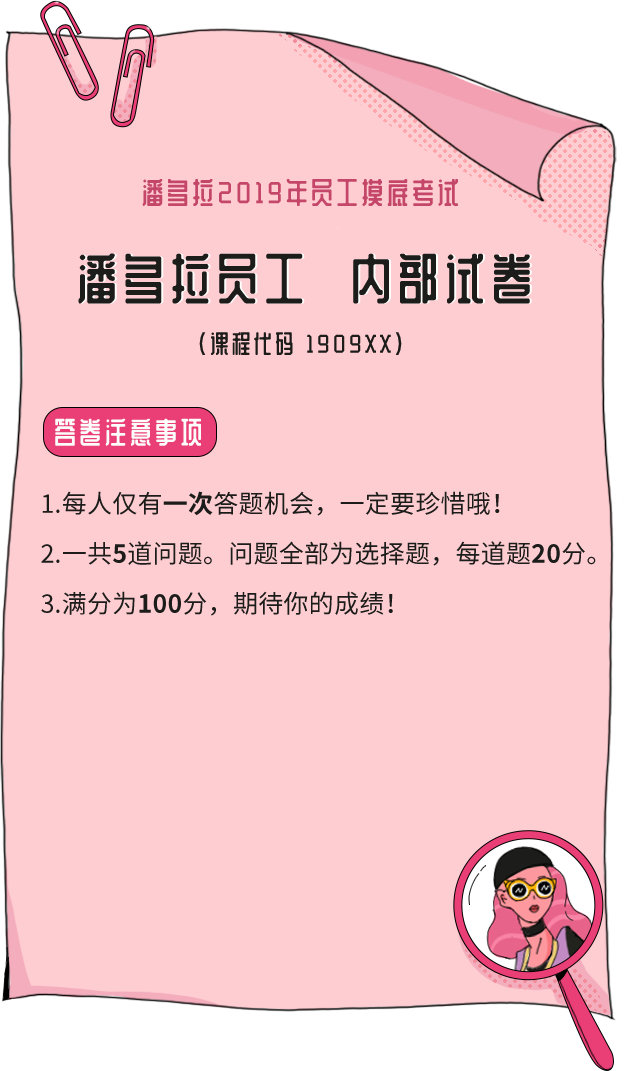 潘多拉2019年员工摸底考试
潘多拉员工 内部试卷
(课程代码 1909XX)
答卷注意事项
1.每人仅有一次答题机会，一定要珍惜哦!
2.一共5道问题。问题全部为选择题，每道题20分。
3.满分为100分，期待你的成绩!